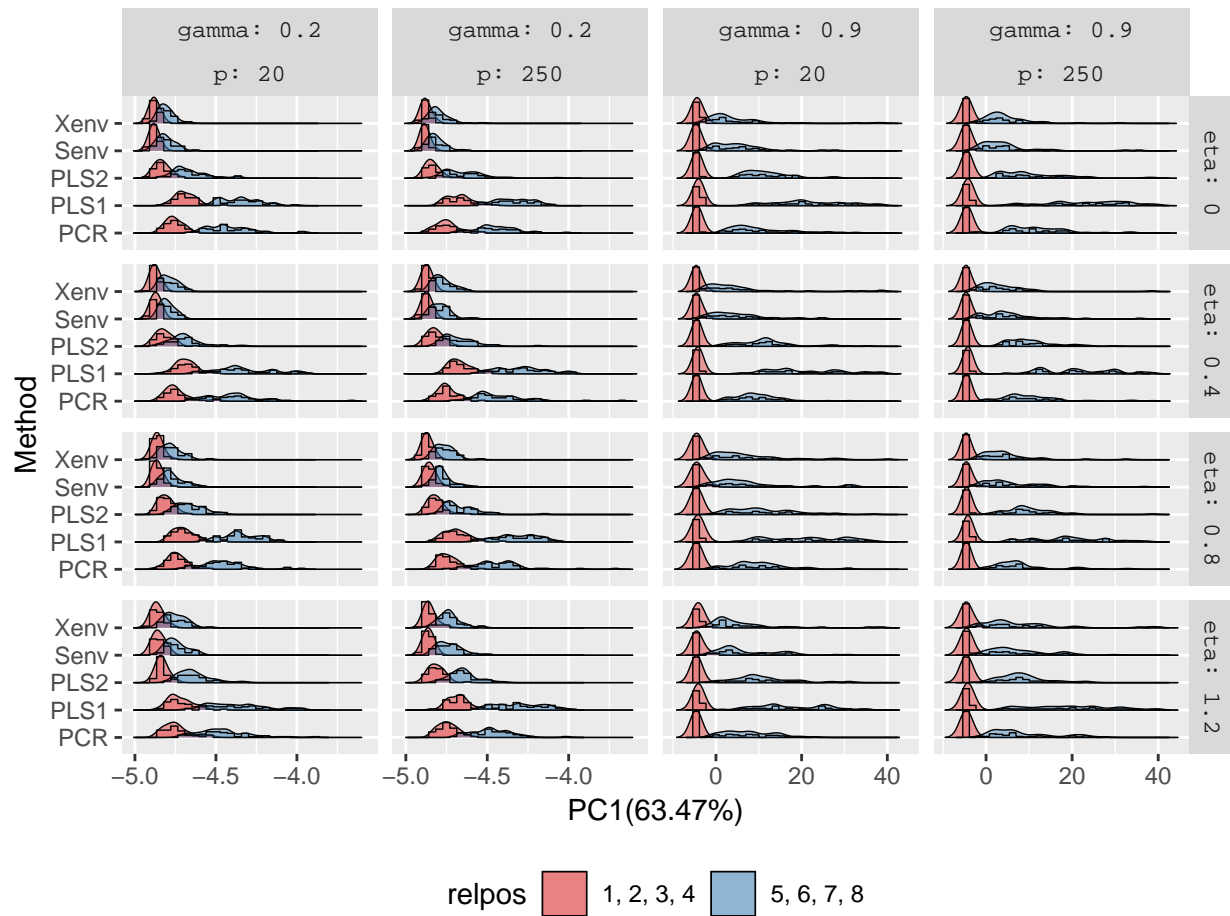 gamma: 0.2 gamma: 0.2 gamma: 0.9 gamma: 0.9
p: 20 p: 250 p: 20 p: 250
Method
Xenv
Senv
PLS2
PLS1
PCR
eta: 0
Xenv
Senv
PLS2
PLS1
PCR
eta: 0.4
Xenv
Senv
PLS2
PLS1
PCR
eta: 0.8
Xenv
Senv
PLS2
PLS1
PCR
eta: 1.2
−5.0 −4.5 −4.0 −5.0 −4.5 −4.0 0 20 40 0 20 40
PC1(63.47%)
relpos 1, 2, 3, 4 5, 6, 7, 8